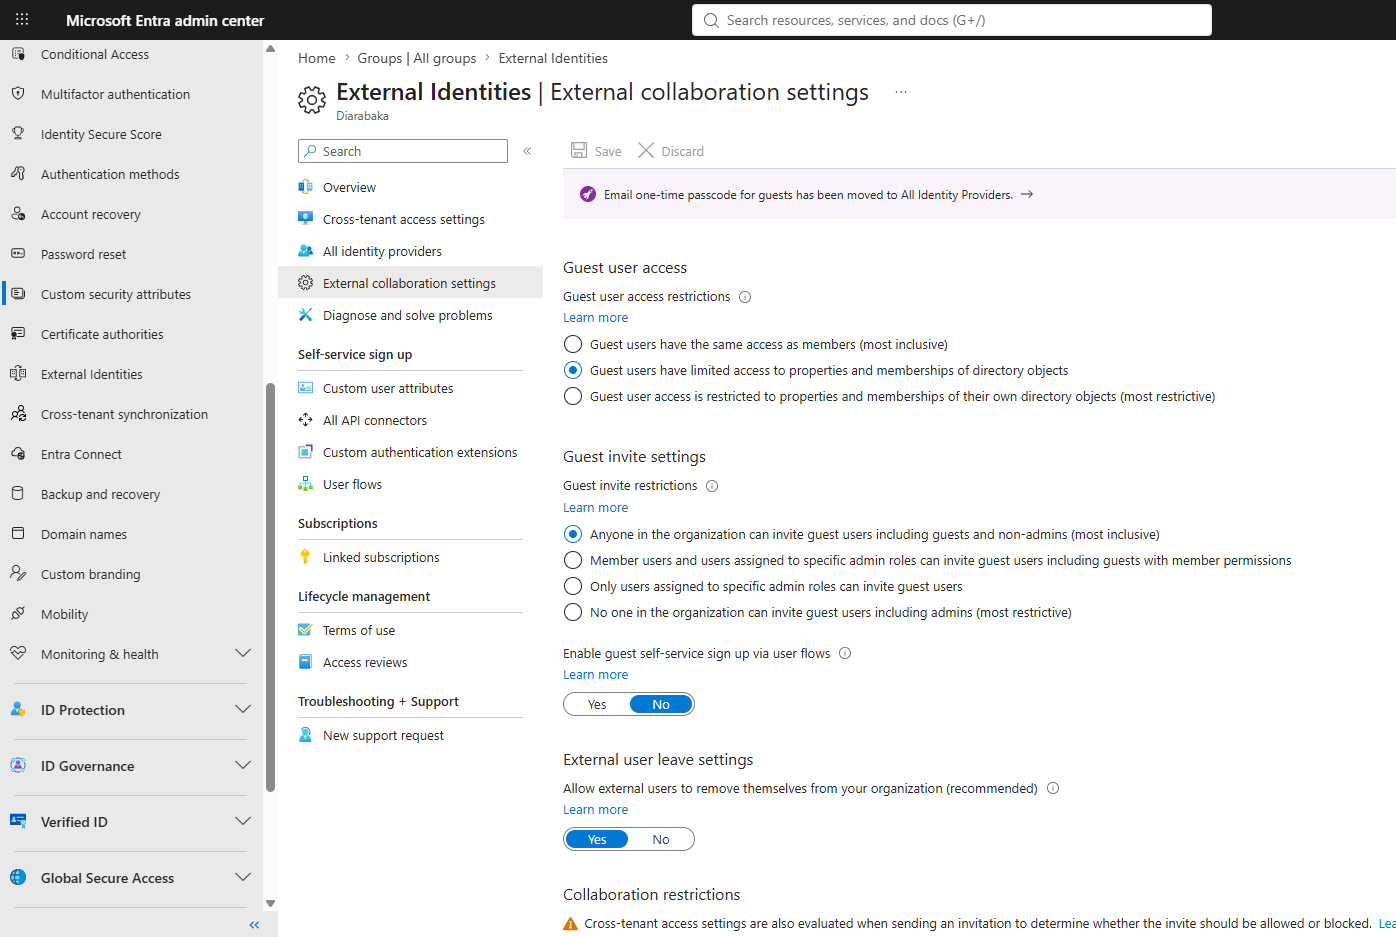 Microsoft Entra admin center
Search resources, services, and docs (G+/)
Conditional Access
Multifactor authentication
Identity Secure Score
Authentication methods
Account recovery
Password reset
Custom security attributes
Certificate authorities
External Identities
Cross-tenant synchronization
Entra Connect
Backup and recovery
Domain names
Custom branding
Mobility
Monitoring & health
ID Protection
ID Governance
Verified ID
Global Secure Access
Home > Groups | All groups > External Identities
External Identities | External collaboration settings ...
Diarabaka
Search
Overview
Cross-tenant access settings
All identity providers
External collaboration settings
Diagnose and solve problems
Self-service sign up
Custom user attributes
All API connectors
Custom authentication extensions
User flows
Subscriptions
Linked subscriptions
Lifecycle management
Terms of use
Access reviews
Troubleshooting + Support
New support request
Save Discard
Email one-time passcode for guests has been moved to All Identity Providers. →
Guest user access
Guest user access restrictions
Learn more
Guest users have the same access as members (most inclusive)
Guest users have limited access to properties and memberships of directory objects
Guest user access is restricted to properties and memberships of their own directory objects (most restrictive)
Guest invite settings
Guest invite restrictions
Learn more
Anyone in the organization can invite guest users including guests and non-admins (most inclusive)
Member users and users assigned to specific admin roles can invite guest users including guests with member permissions
Only users assigned to specific admin roles can invite guest users
No one in the organization can invite guest users including admins (most restrictive)
Enable guest self-service sign up via user flows
Learn more
Yes No
External user leave settings
Allow external users to remove themselves from your organization (recommended)
Learn more
Yes No
Collaboration restrictions
Cross-tenant access settings are also evaluated when sending an invitation to determine whether the invite should be allowed or blocked. Lea